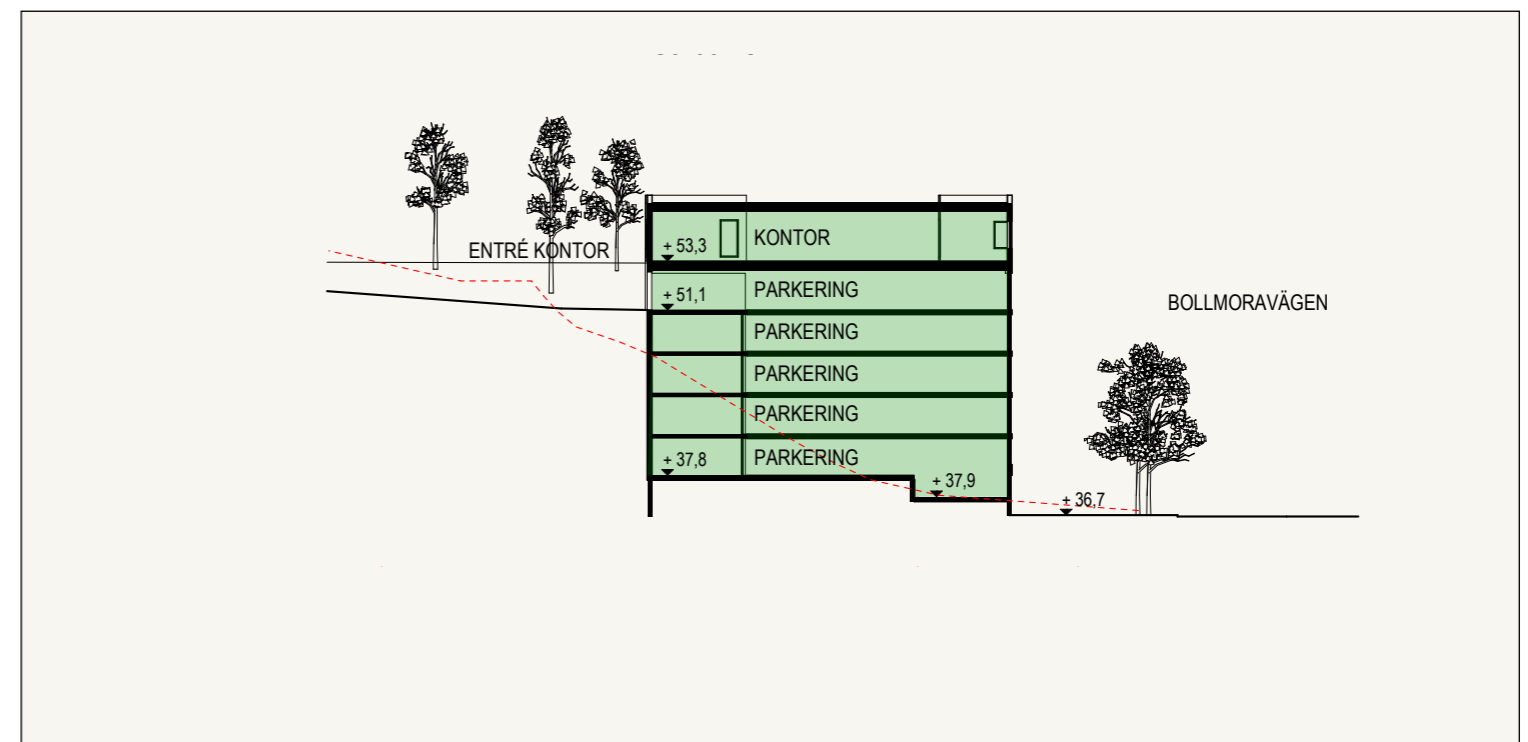 ENTRÉ KONTOR
+ 53,3
KONTOR
+ 51,1
PARKERING
BOLLMORAVÄGEN
PARKERING
PARKERING
PARKERING
+ 37,8
PARKERING
+ 37,9
+ 36,7